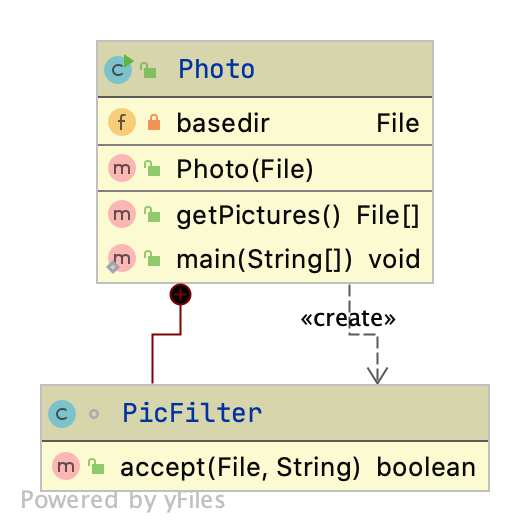 Photo
basedir File
Photo(File)
getPictures() File[]
main(String[]) void
«create»
PicFilter
accept(File, String) boolean
Powered by yFiles